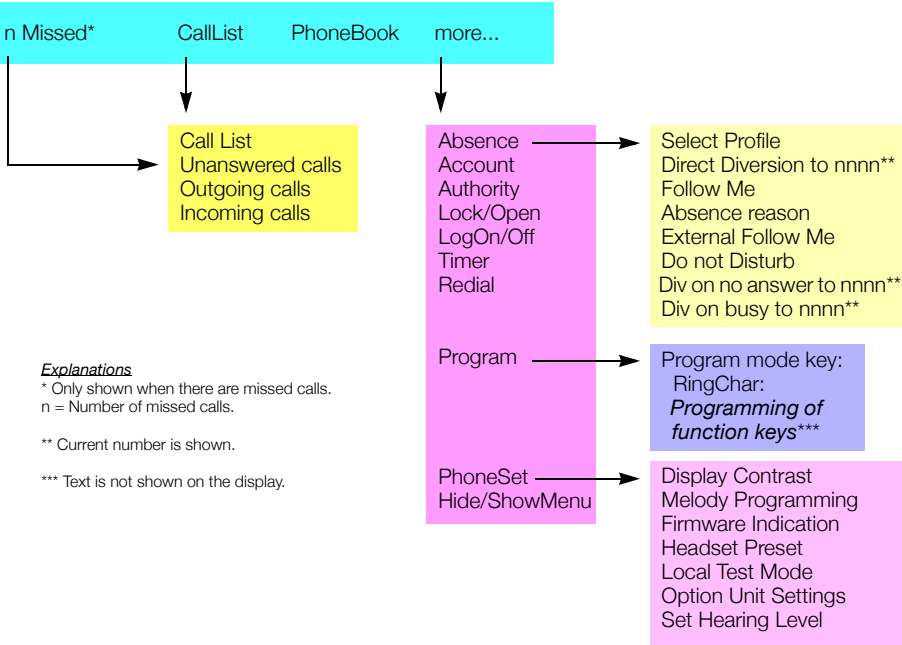 n Missed* CallList PhoneBook more...
Call List
Unanswered calls
Outgoing calls
Incoming calls
Absence
Account
Authority
Lock/Open
LogOn/Off
Timer
Redial
Program
PhoneSet
Hide/ShowMenu
Select Profile
Direct Diversion to nnnn**
Follow Me
Absence reason
External Follow Me
Do not Disturb
Div on no answer to nnnn**
Div on busy to nnnn**
Program mode key:
RingChar:
Programming of
function keys***
Display Contrast
Melody Programming
Firmware Indication
Headset Preset
Local Test Mode
Option Unit Settings
Set Hearing Level
Explanations
* Only shown when there are missed calls.
n = Number of missed calls.
** Current number is shown.
*** Text is not shown on the display.